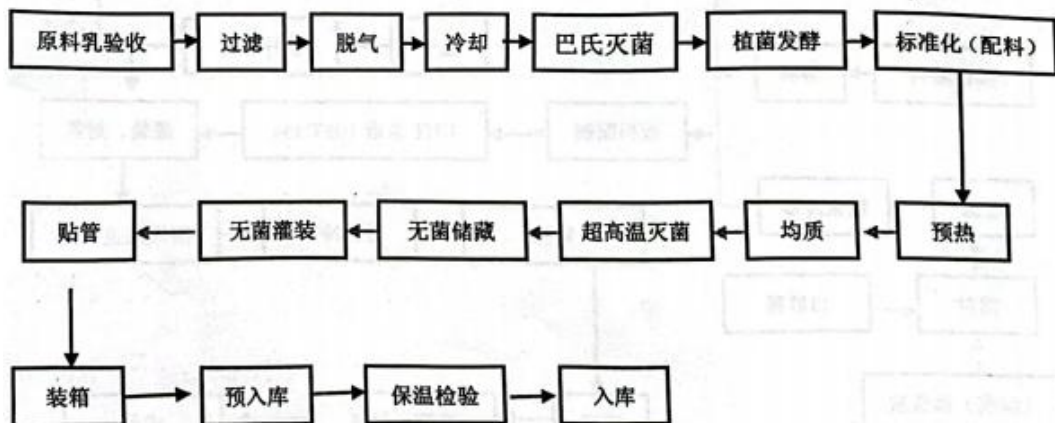 原料乳验收
过滤
脱气
冷却
巴氏灭菌
植菌发酵
标准化（配料）
预热
均质
超高温灭菌
无菌储藏
无菌灌装
贴管
装箱
预入库
保温检验
入库